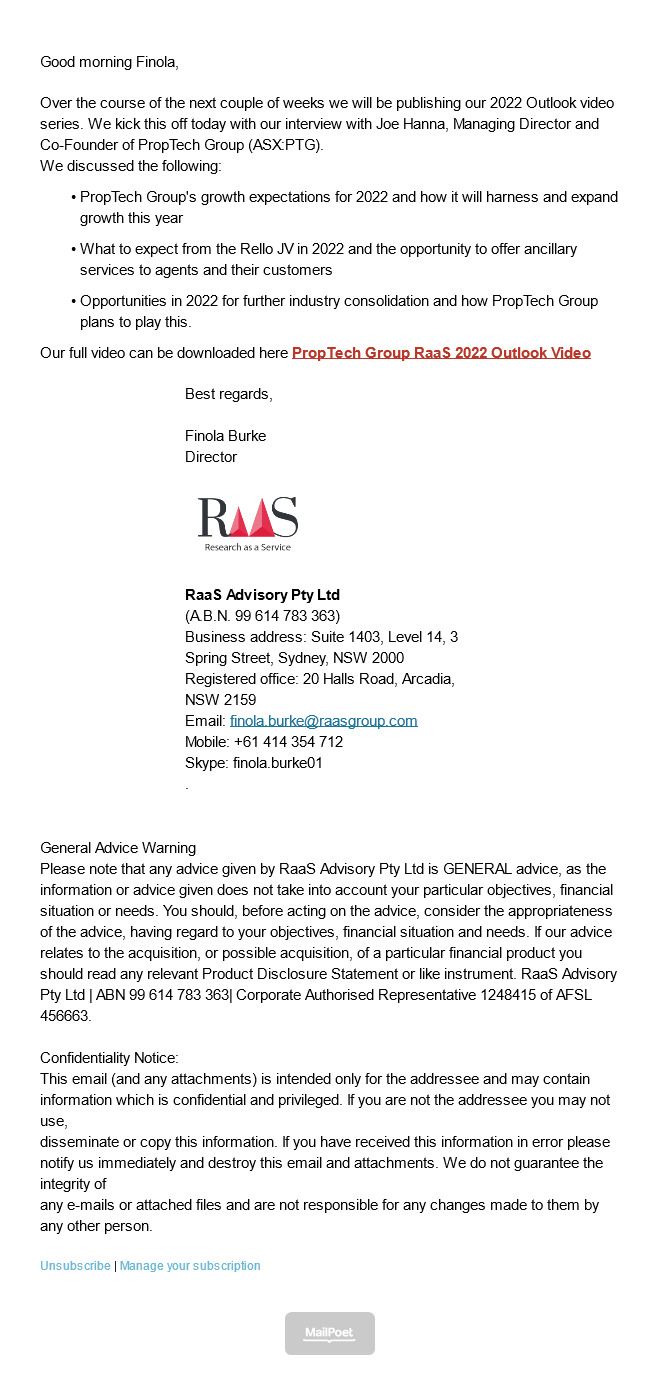 Good morning Finola,
Over the course of the next couple of weeks we will be publishing our 2022 Outlook video
series. We kick this off today with our interview with Joe Hanna, Managing Director and
Co-Founder of PropTech Group (ASX:PTG).
We discussed the following:
• PropTech Group's growth expectations for 2022 and how it will harness and expand
growth this year
• What to expect from the Rello JV in 2022 and the opportunity to offer ancillary
services to agents and their customers
• Opportunities in 2022 for further industry consolidation and how PropTech Group
plans to play this.
Our full video can be downloaded here PropTech Group RaaS 2022 Outlook Video
Best regards,
Finola Burke
Director
RaaS
Research as a Service
RaaS Advisory Pty Ltd
(A.B.N. 99 614 783 363)
Business address: Suite 1403, Level 14, 3
Spring Street, Sydney, NSW 2000
Registered office: 20 Halls Road, Arcadia,
NSW 2159
Email: finola.burke@raasgroup.com
Mobile: +61 414 354 712
Skype: finola.burke01
.
General Advice Warning
Please note that any advice given by RaaS Advisory Pty Ltd is GENERAL advice, as the
information or advice given does not take into account your particular objectives, financial
situation or needs. You should, before acting on the advice, consider the appropriateness
of the advice, having regard to your objectives, financial situation and needs. If our advice
relates to the acquisition, or possible acquisition, of a particular financial product you
should read any relevant Product Disclosure Statement or like instrument. RaaS Advisory
Pty Ltd | ABN 99 614 783 363| Corporate Authorised Representative 1248415 of AFSL
456663.
Confidentiality Notice:
This email (and any attachments) is intended only for the addressee and may contain
information which is confidential and privileged. If you are not the addressee you may not
use,
disseminate or copy this information. If you have received this information in error please
notify us immediately and destroy this email and attachments. We do not guarantee the
integrity of
any e-mails or attached files and are not responsible for any changes made to them by
any other person.
Unsubscribe | Manage your subscription
MailPoet